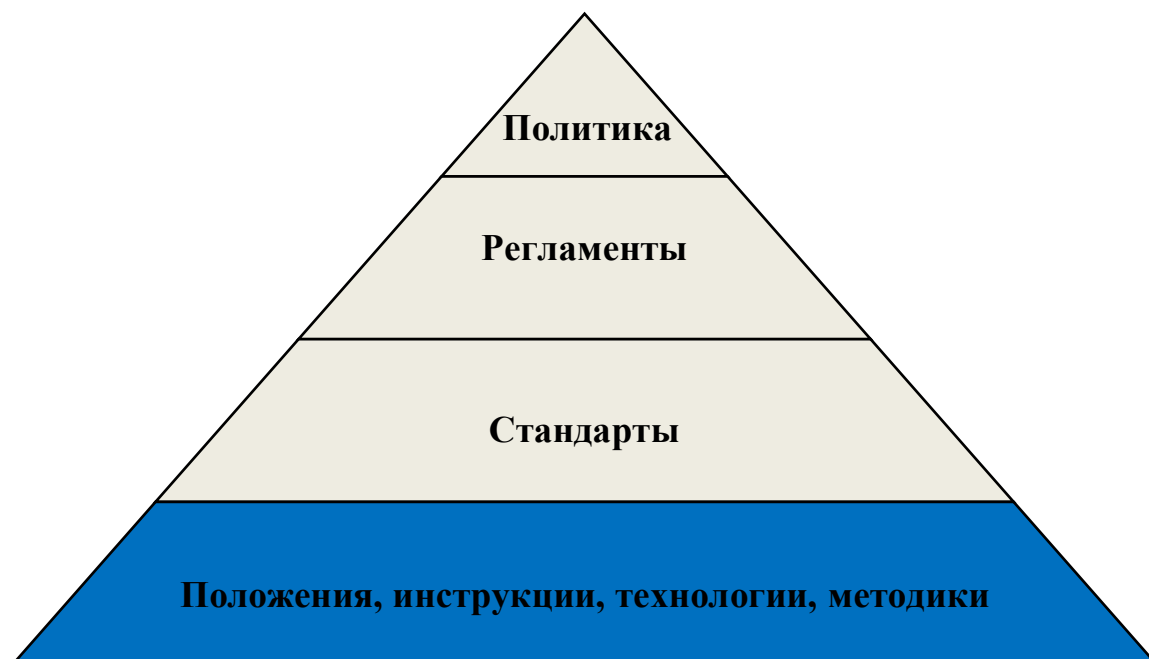 Политика
Регламенты
Стандарты
Положения, инструкции, технологии, методики